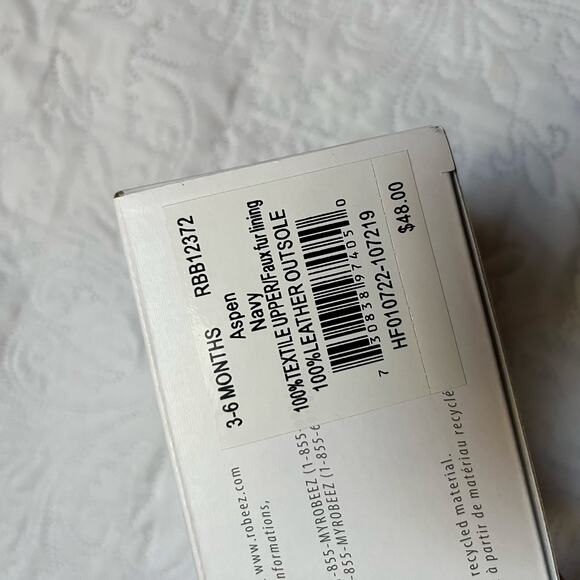 3-6 MONTHS RBB12372
Aspen
Navy
100%TEXTILE UPPER/Faux fur lining
100%LEATHER OUTSOLE
7 30838 97405 0
HF010722-107219
$48.00
www.robeez.com
informations,
-855-MYROBEEZ (1-855-
-855-MYROBEEZ (1-855-6
recycled material.
à partir de matériau recyclé